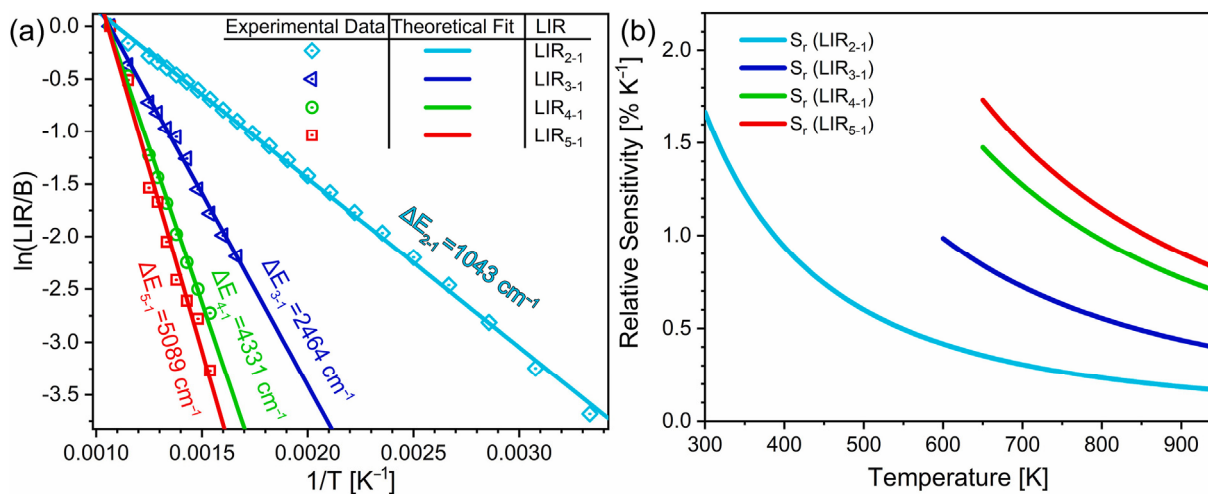 (a)
Experimental Data Theoretical Fit LIR
LIR2-1
LIR3-1
LIR4-1
LIR5-1
ln(LIR/B)
0.0
-0.5
-1.0
-1.5
-2.0
-2.5
-3.0
-3.5
ΔE2-1 =1043 cm⁻¹
ΔE3-1 =2464 cm⁻¹
ΔE4-1 =4331 cm⁻¹
ΔE5-1 =5089 cm⁻¹
0.0010 0.0015 0.0020 0.0025 0.0030
1/T [K⁻¹]
(b)
Sr (LIR2-1)
Sr (LIR3-1)
Sr (LIR4-1)
Sr (LIR5-1)
Relative Sensitivity [% K⁻¹]
2.0
1.5
1.0
0.5
0.0
300 400 500 600 700 800 900
Temperature [K]